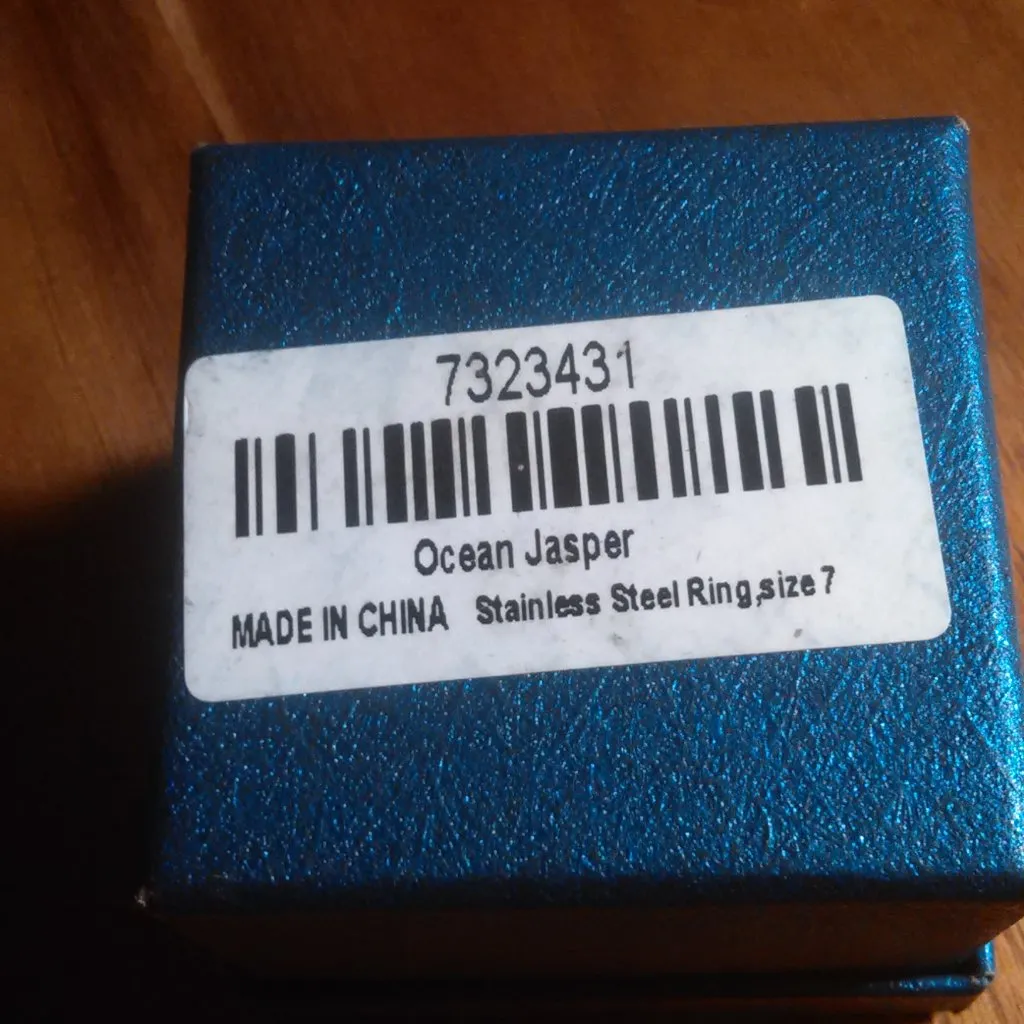 7323431
Ocean Jasper
MADE IN CHINA Stainless Steel Ring,size 7